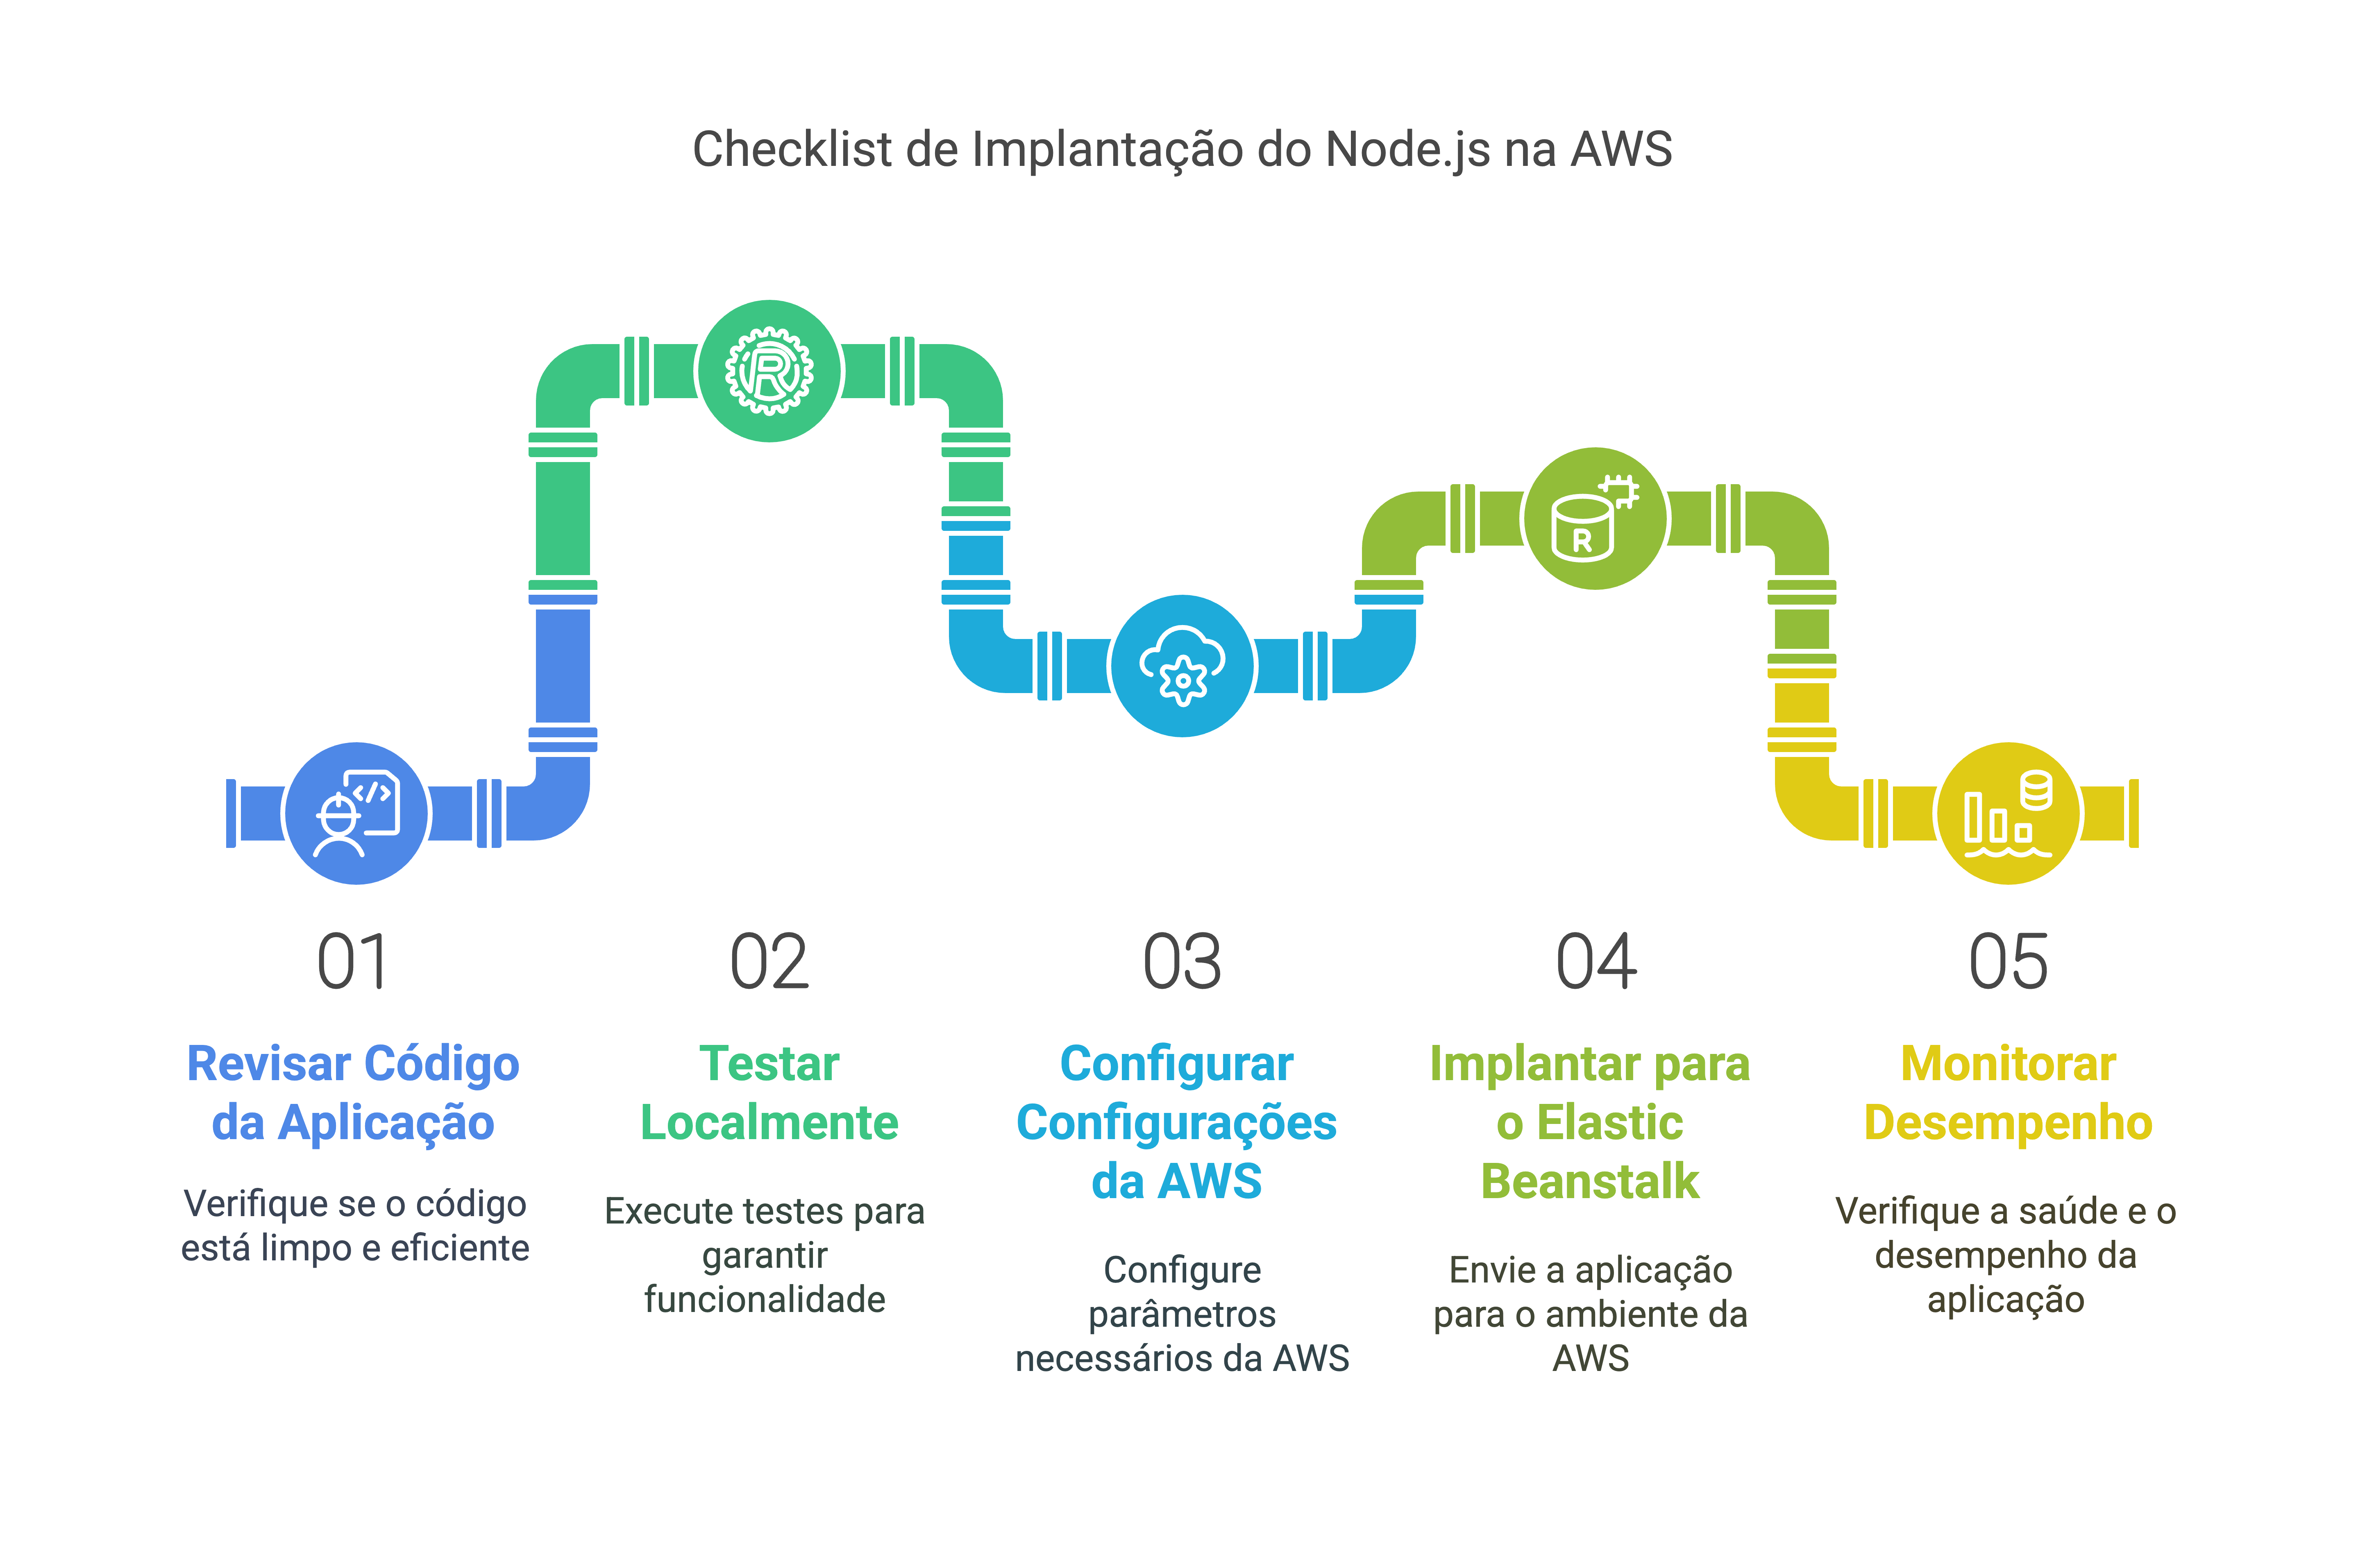 Checklist de Implantação do Node.js na AWS
R
R
</>
01
02
03
04
05
Revisar Código
da Aplicação
Verifique se o código
está limpo e eficiente
Testar
Localmente
Execute testes para
garantir
funcionalidade
Configurar
Configurações
da AWS
Configure
parâmetros
necessários da AWS
Implantar para
o Elastic
Beanstalk
Envie a aplicação
para o ambiente da
AWS
Monitorar
Desempenho
Verifique a saúde e o
desempenho da
aplicação